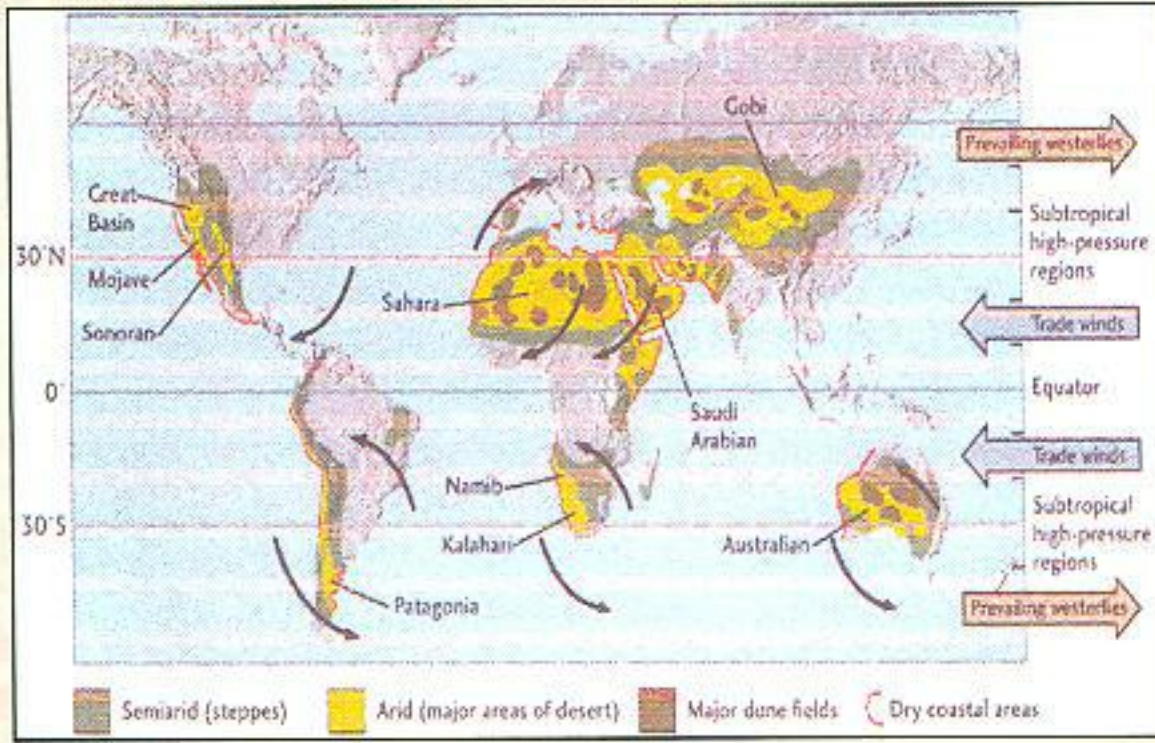 Gobi
Prevailing westerlies
Great
Basin
Subtropical
high-pressure
regions
30°N
Mojave
Sahara
Sonoran
Trade winds
0°
Equator
Saudi
Arabian
Trade winds
Namib
Subtropical
high-pressure
regions
30°S
Kalahari
Australian
Patagonia
Prevailing westerlies
Semiarid (steppes)
Arid (major areas of desert)
Major dune fields
Dry coastal areas